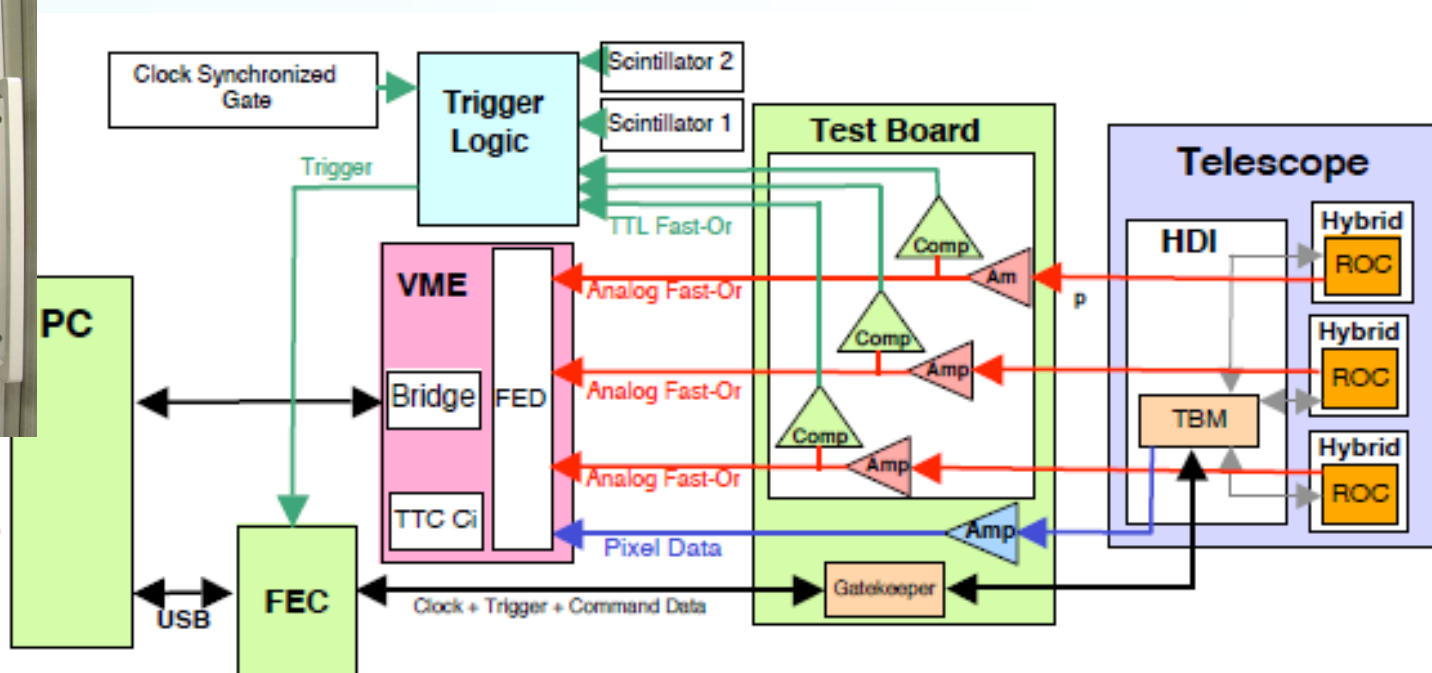 Clock Synchronized
Gate
Trigger
Logic
Scintillator 2
Scintillator 1
Trigger
TTL Fast-Or
Test Board
Comp
Am
p
Comp
Amp
Comp
Amp
Amp
Gatekeeper
Telescope
HDI
TBM
Hybrid
ROC
Hybrid
ROC
Hybrid
ROC
VME
Bridge
FED
TTC Ci
Analog Fast-Or
Analog Fast-Or
Analog Fast-Or
Pixel Data
PC
USB
FEC
Clock + Trigger + Command Data